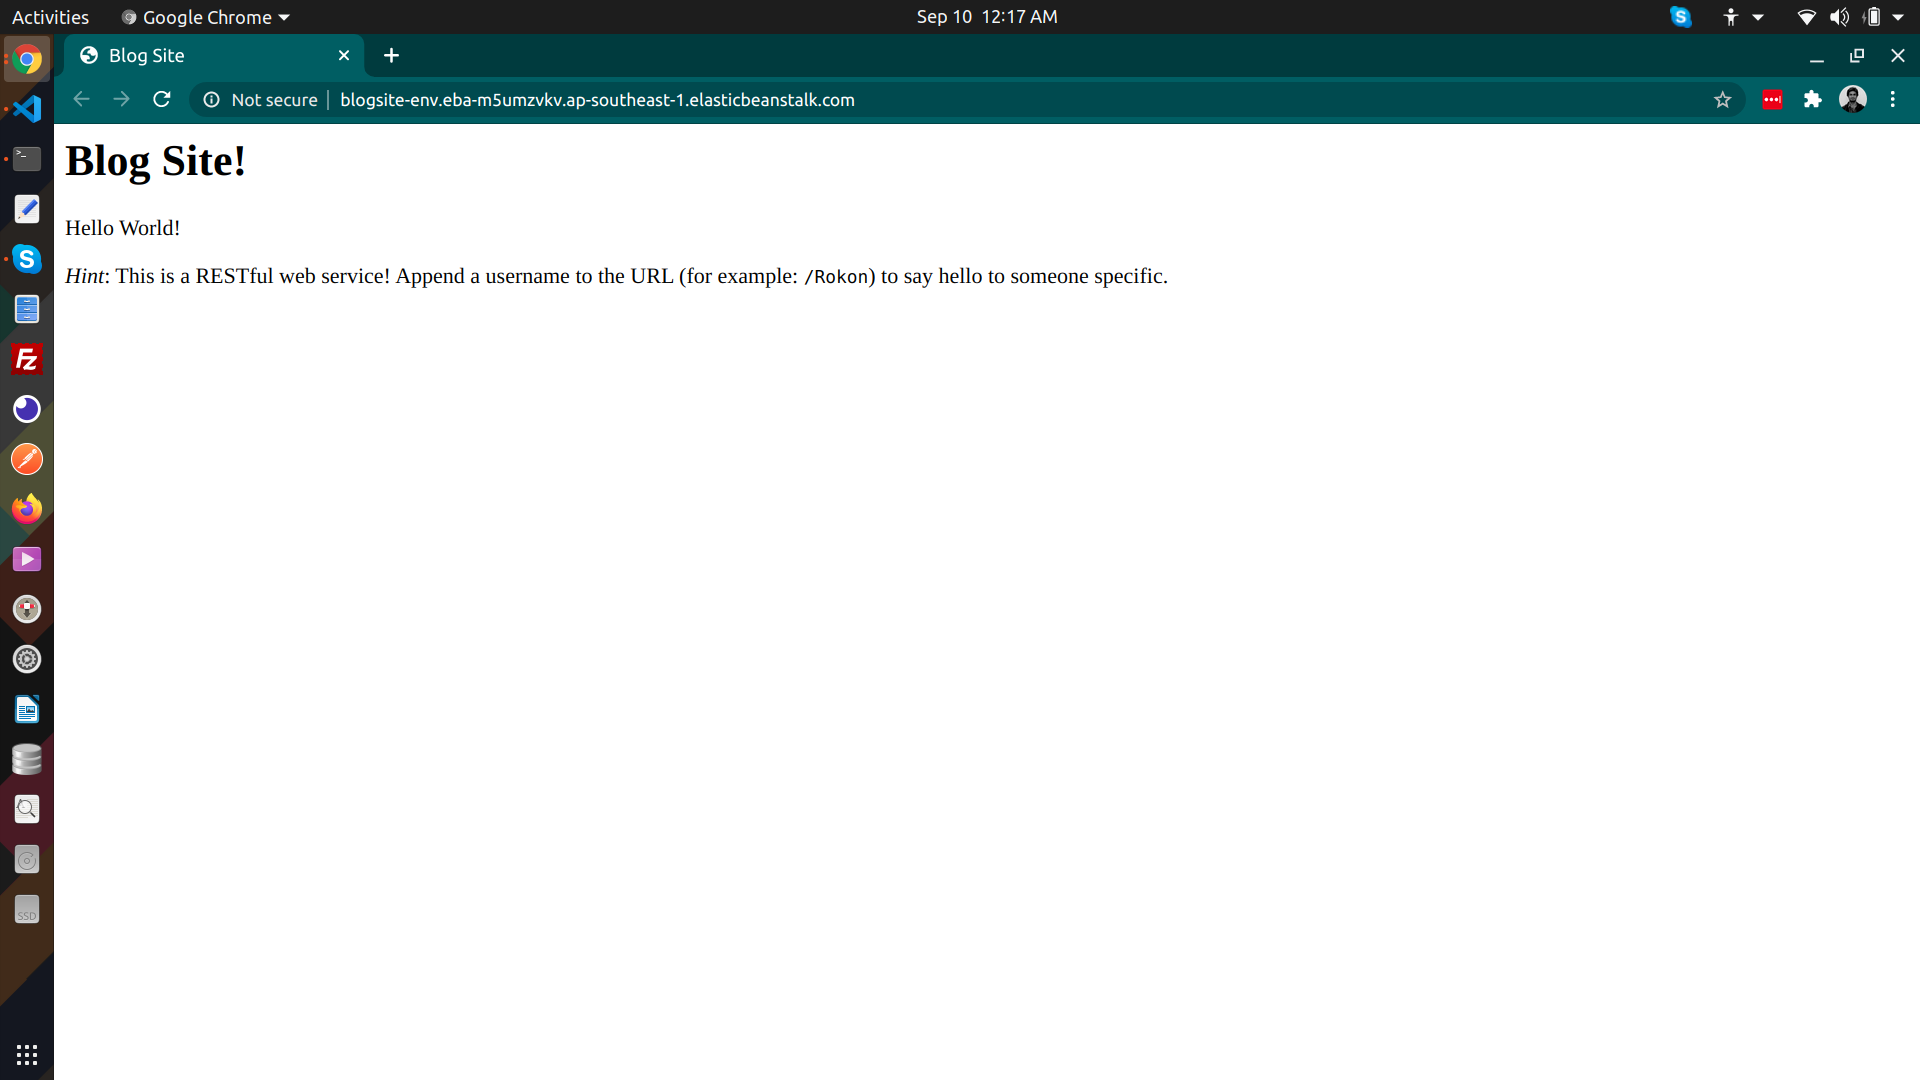 Activities
Google Chrome
Sep 10 12:17 AM
Blog Site
Not secure
blogsite-env.eba-m5umzvkv.ap-southeast-1.elasticbeanstalk.com
Blog Site!
Hello World!
Hint: This is a RESTful web service! Append a username to the URL (for example: /Rokon) to say hello to someone specific.
SSD